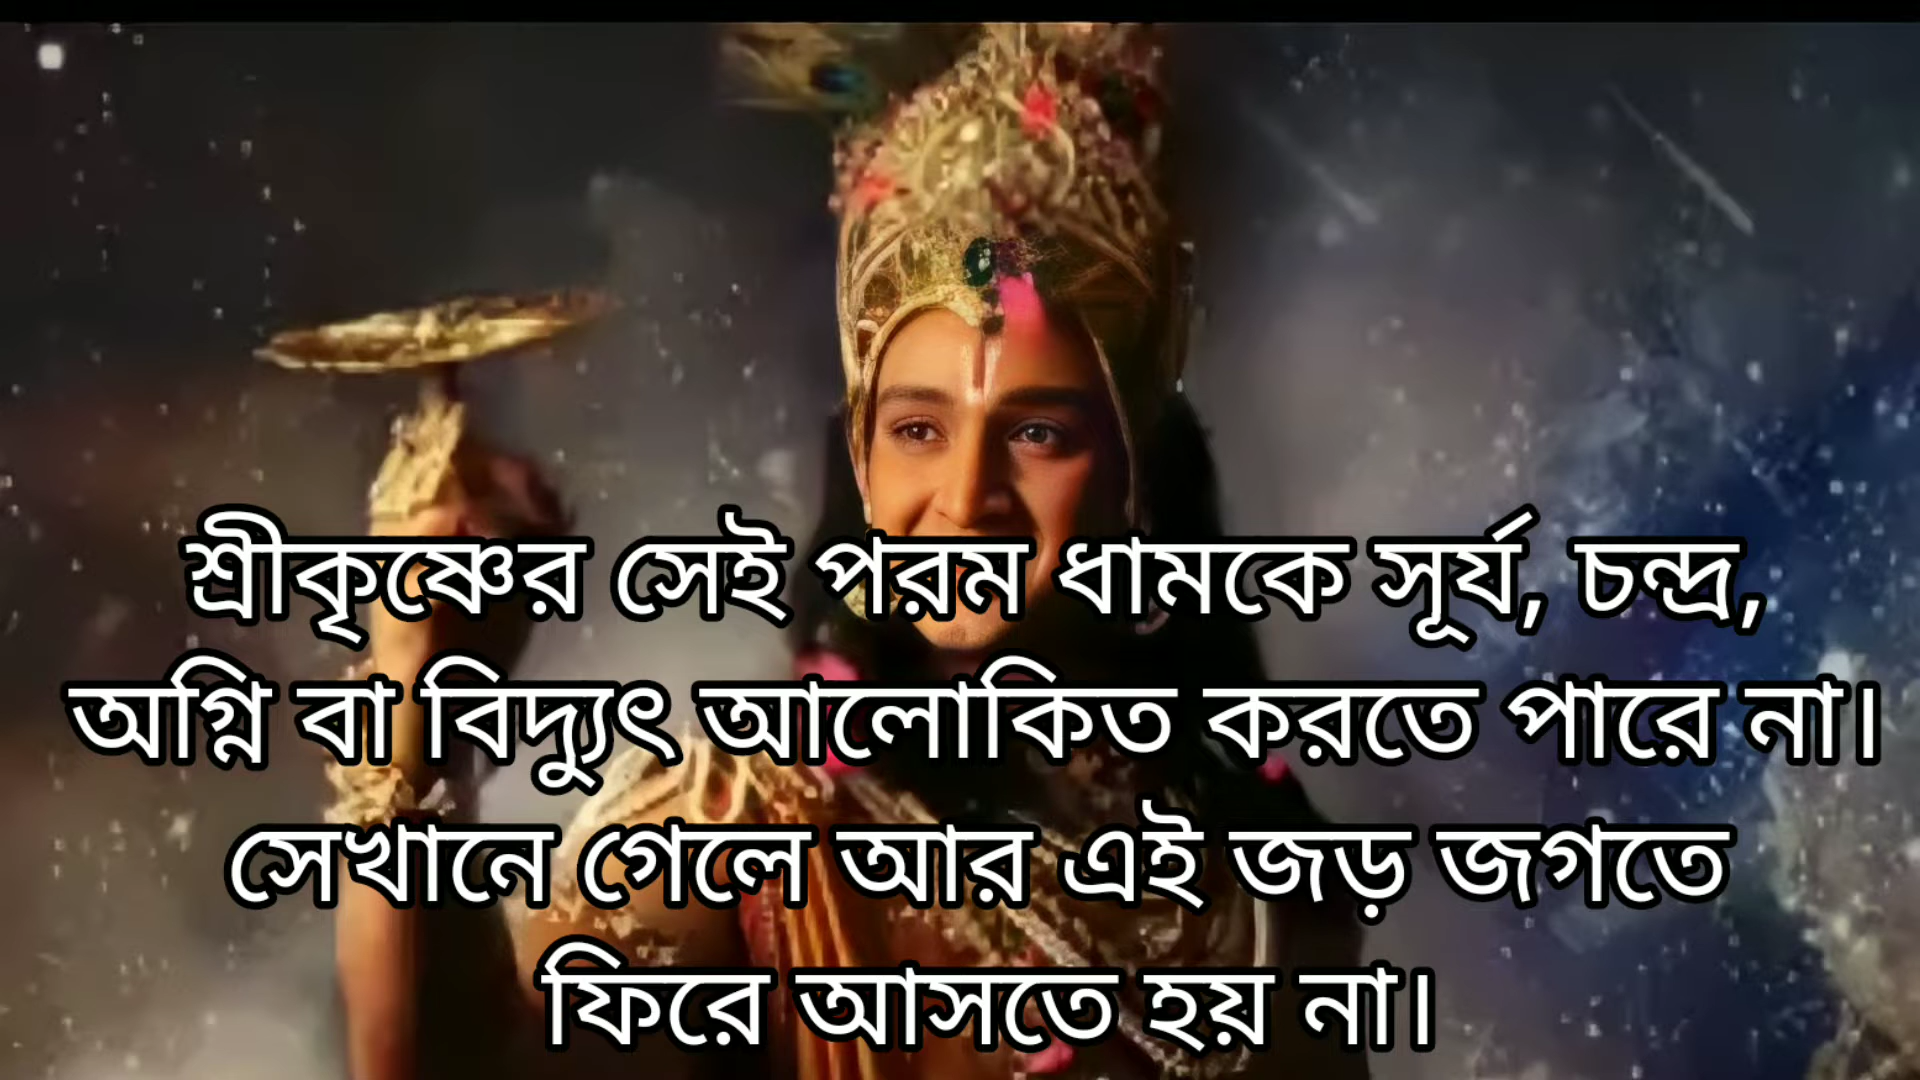 শ্রীকৃষ্ণের সেই পরম ধামকে সূর্য, চন্দ্র,
অগ্নি বা বিদ্যুৎ আলোকিত করতে পারে না।
সেখানে গেলে আর এই জড় জগতে
ফিরে আসতে হয় না।